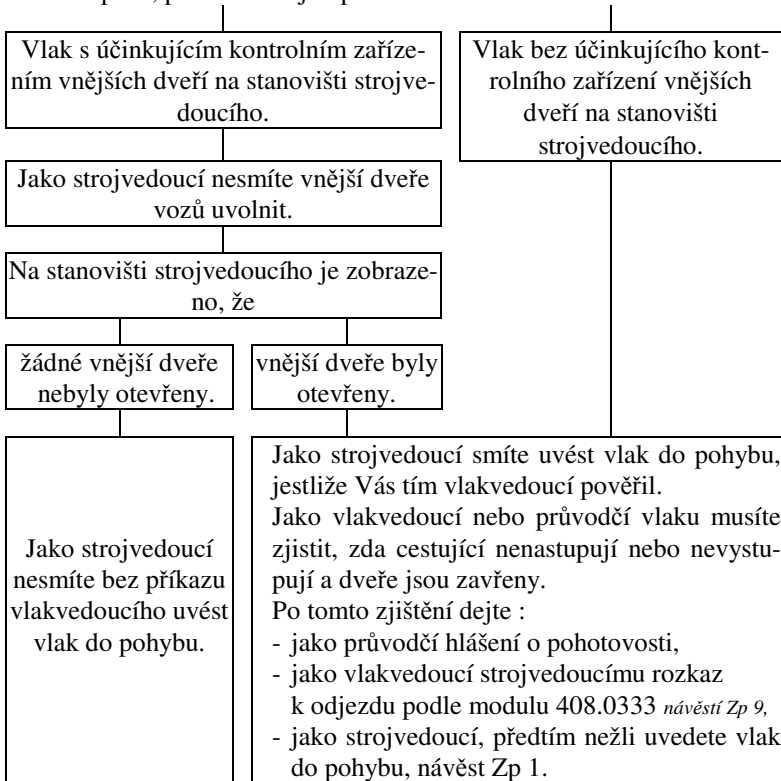 Vlak s účinkujícím kontrolním zaříze-
ním vnějších dveří na stanovišti strojve-
doucího.
Vlak bez účinkujícího kont-
rolního zařízení vnějších
dveří na stanovišti
strojvedoucího.
Jako strojvedoucí nesmíte vnější dveře
vozů uvolnit.
Na stanovišti strojvedoucího je zobraze-
no, že
žádné vnější dveře
nebyly otevřeny.
vnější dveře byly
otevřeny.
Jako strojvedoucí
nesmíte bez příkazu
vlakvedoucího uvést
vlak do pohybu.
Jako strojvedoucí smíte uvést vlak do pohybu,
jestliže Vás tím vlakvedoucí pověřil.
Jako vlakvedoucí nebo průvodčí vlaku musíte
zjistit, zda cestující nenastupují nebo nevystu-
pují a dveře jsou zavřeny.
Po tomto zjištění dejte :
- jako průvodčí hlášení o pohotovosti,
- jako vlakvedoucí strojvedoucímu rozkaz
k odjezdu podle modulu 408.0333 návěstí Zp 9,
- jako strojvedoucí, předtím nežli uvedete vlak
do pohybu, návěst Zp 1.